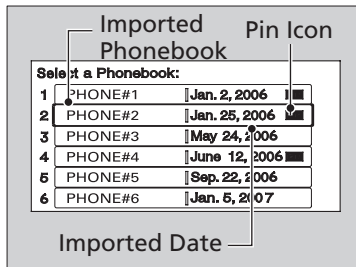 Imported
Phonebook
Pin Icon
Select a Phonebook:
1 PHONE#1 Jan. 2, 2006
2 PHONE#2 Jan. 25, 2006
3 PHONE#3 May 24, 2006
4 PHONE#4 June 12, 2006
5 PHONE#5 Sep. 22, 2006
6 PHONE#6 Jan. 5, 2007
Imported Date